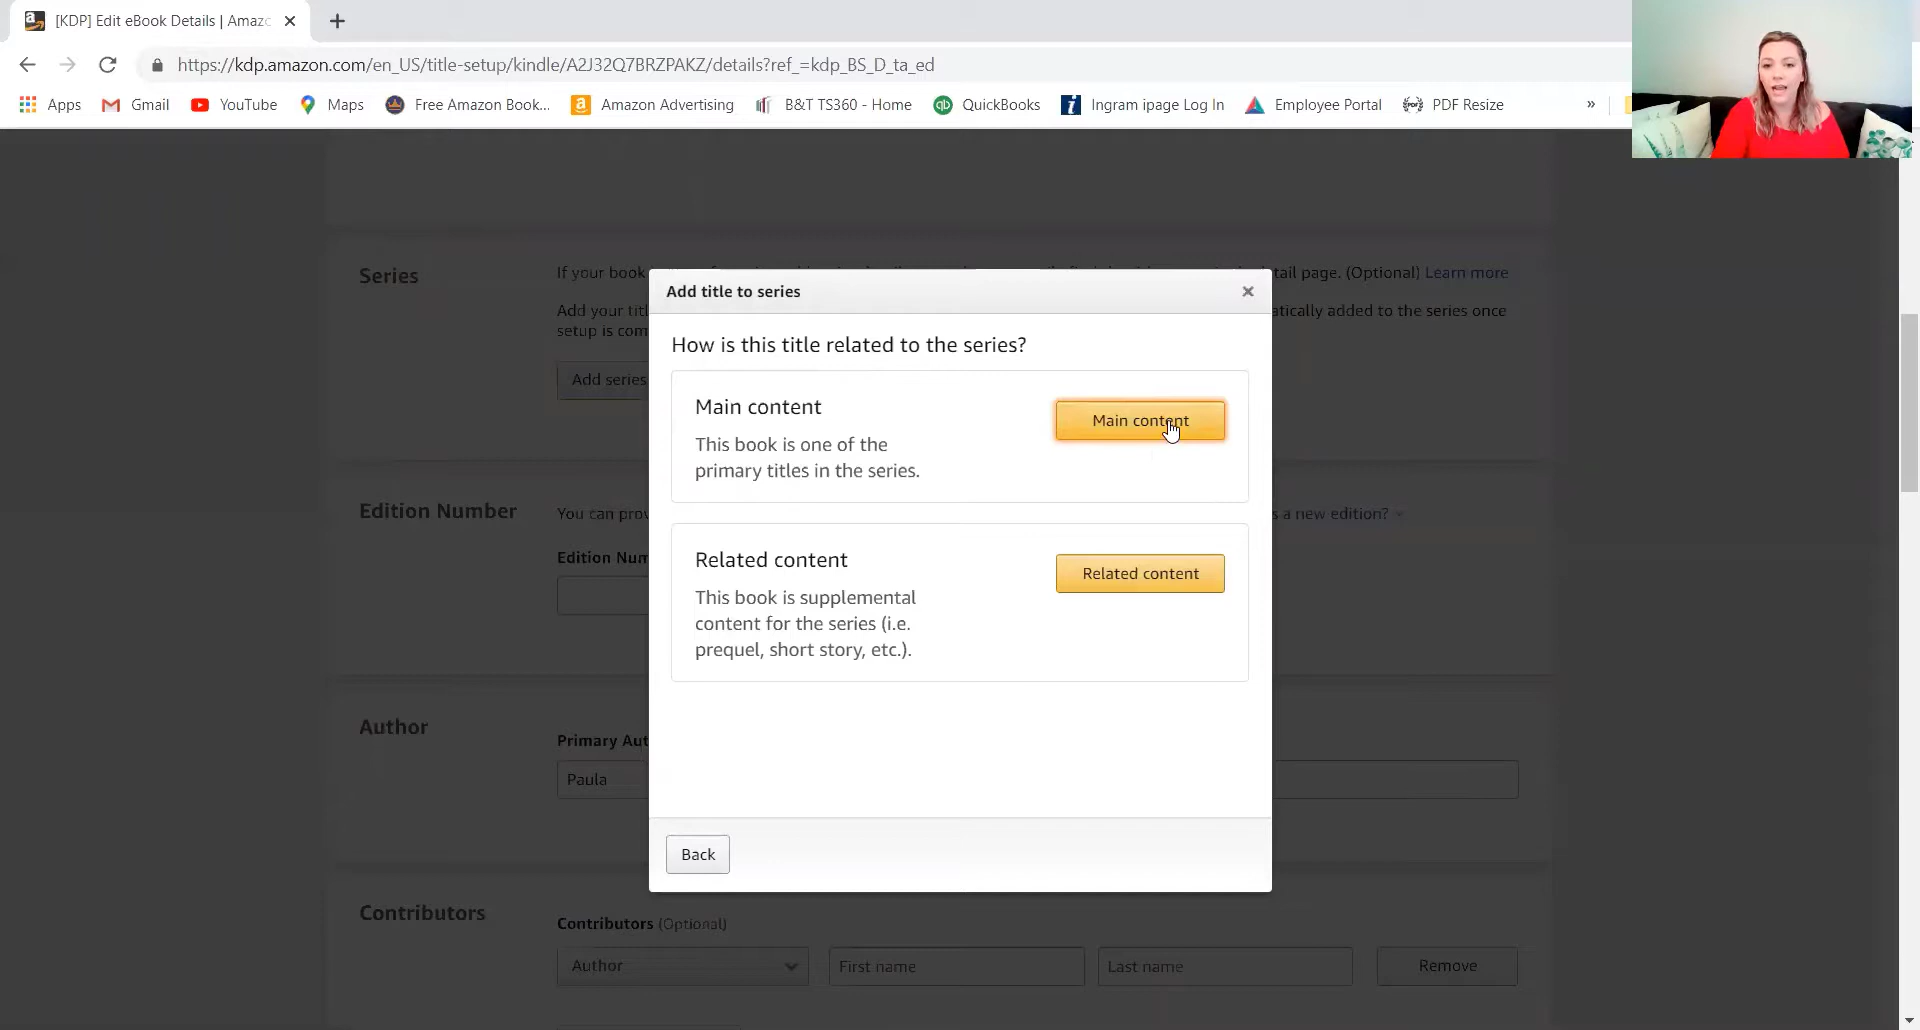 [KDP] Edit eBook Details | Amazo
https://kdp.amazon.com/en_US/title-setup/kindle/A2J32Q7BRZPAKZ/details?ref_=kdp_BS_D_ta_ed
Apps Gmail YouTube Maps Free Amazon Book... Amazon Advertising B&T TS360 - Home QuickBooks Ingram ipage Log In Employee Portal PDF Resize »
Series
If your book
tail page. (Optional) Learn more
Add your titl
atically added to the series once
setup is com
Add series
Add title to series
How is this title related to the series?
Main content
This book is one of the
primary titles in the series.
Main content
Related content
This book is supplemental
content for the series (i.e.
prequel, short story, etc.).
Related content
Back
Edition Number
You can prov
s a new edition?
Edition Num
Author
Primary Aut
Paula
Contributors
Contributors (Optional)
Author First name Last name Remove